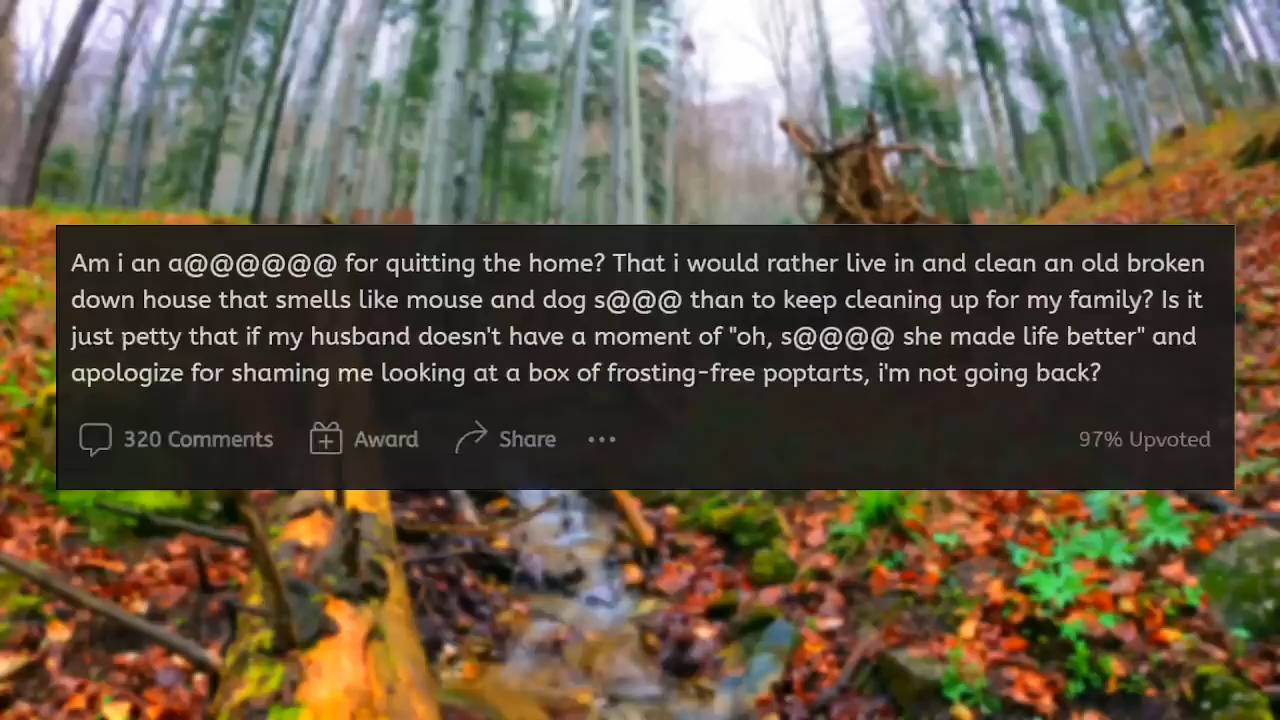 Am i an a@@@@@@ for quitting the home? That i would rather live in and clean an old broken
down house that smells like mouse and dog s@@@ than to keep cleaning up for my family? Is it
just petty that if my husband doesn't have a moment of "oh, s@@@@ she made life better" and
apologize for shaming me looking at a box of frosting-free poptarts, i'm not going back?
320 Comments Award Share ••• 97% Upvoted